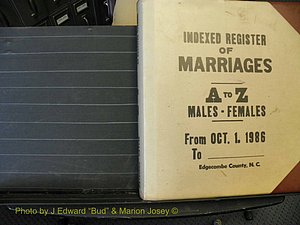 INDEXED REGISTER
OF
MARRIAGES
A TO Z
MALES - FEMALES
From OCT. 1, 1986
To
Edgecombe County, N. C.
Photo by J Edward "Bud" & Marion Josey ©